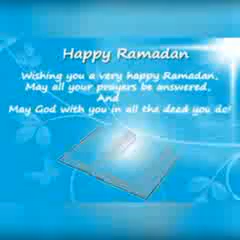 Happy Ramadan
Wishing you a very happy Ramadan,
May all your prayers be answered,
And
May God with you in all the deed you do!